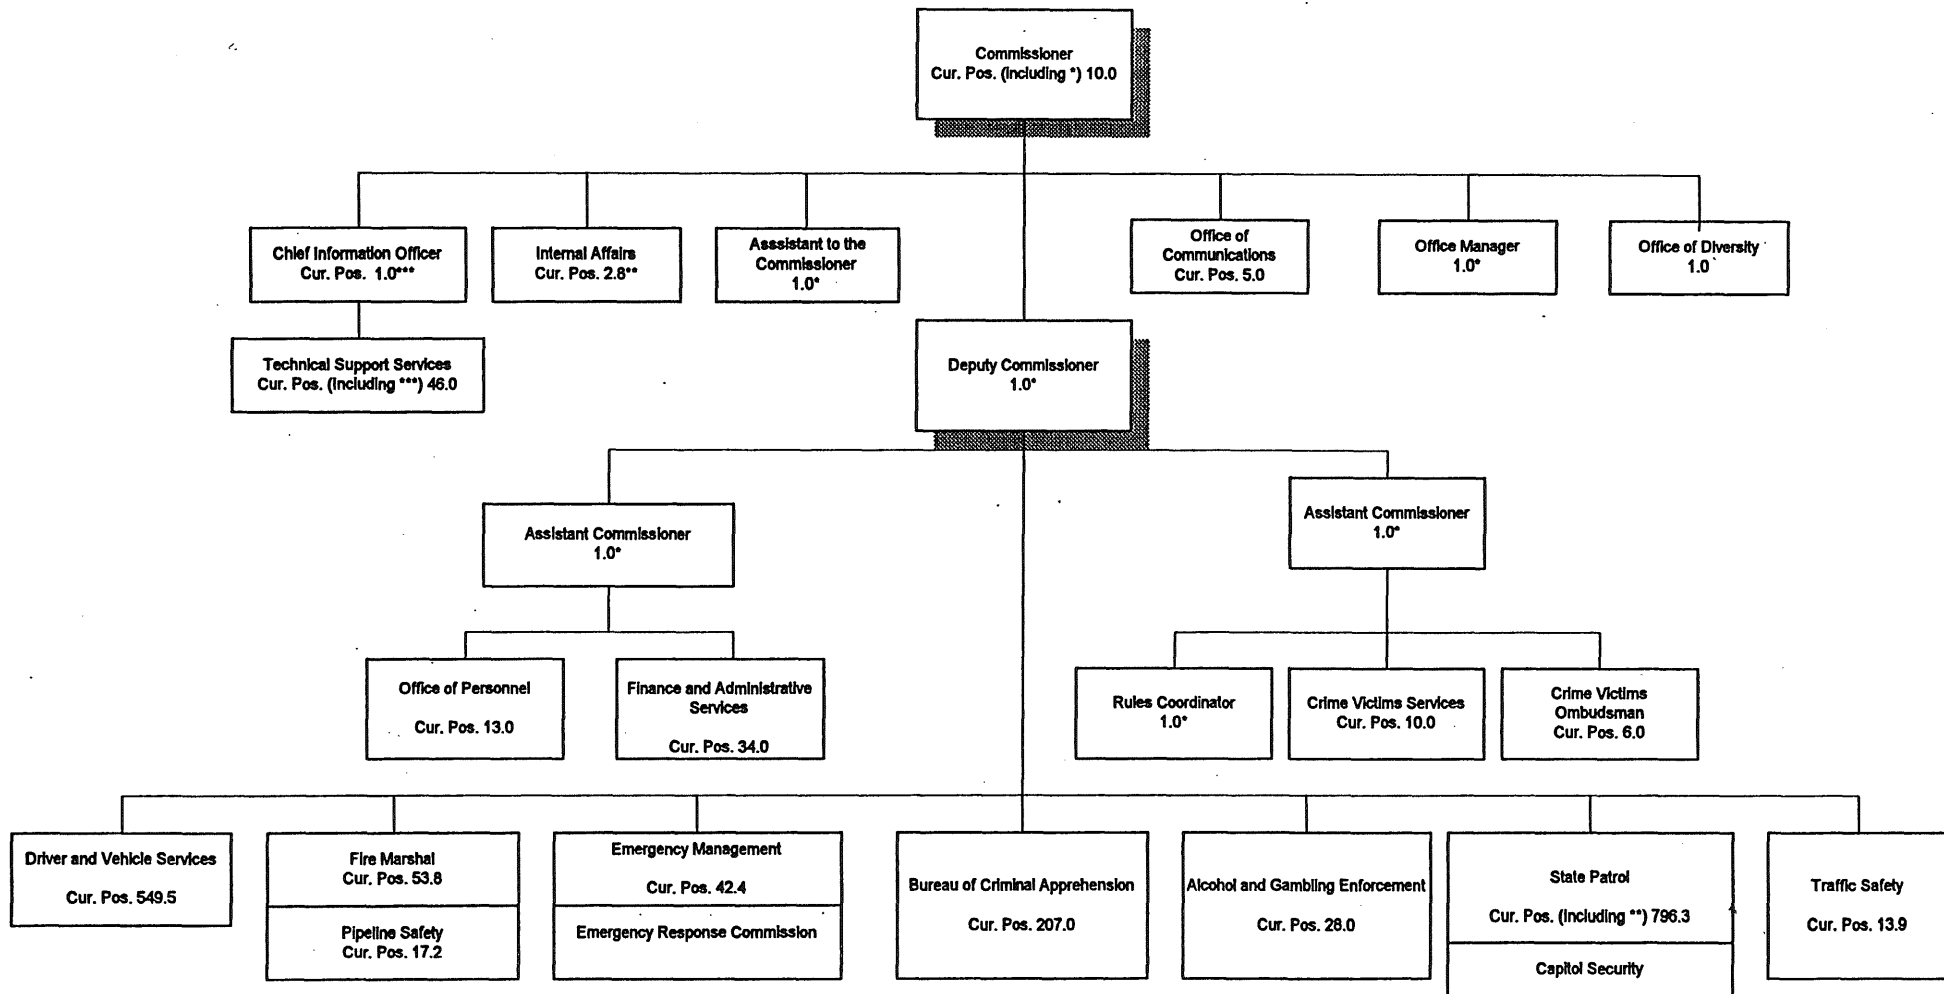 Commissioner
Cur. Pos. (Including *) 10.0
Chief Information Officer
Cur. Pos. 1.0***
Internal Affairs
Cur. Pos. 2.8**
Asssistant to the
Commissioner
1.0*
Office of
Communications
Cur. Pos. 5.0
Office Manager
1.0*
Office of Diversity
1.0
Technical Support Services
Cur. Pos. (Including ***) 46.0
Deputy Commissioner
1.0*
Assistant Commissioner
1.0*
Assistant Commissioner
1.0*
Office of Personnel
Cur. Pos. 13.0
Finance and Administrative
Services
Cur. Pos. 34.0
Rules Coordinator
1.0*
Crime Victims Services
Cur. Pos. 10.0
Crime Victims
Ombudsman
Cur. Pos. 6.0
Driver and Vehicle Services
Cur. Pos. 549.5
Fire Marshal
Cur. Pos. 53.8
Pipeline Safety
Cur. Pos. 17.2
Emergency Management
Cur. Pos. 42.4
Emergency Response Commission
Bureau of Criminal Apprehension
Cur. Pos. 207.0
Alcohol and Gambling Enforcement
Cur. Pos. 28.0
State Patrol
Cur. Pos. (Including **) 796.3
Capitol Security
Traffic Safety
Cur. Pos. 13.9